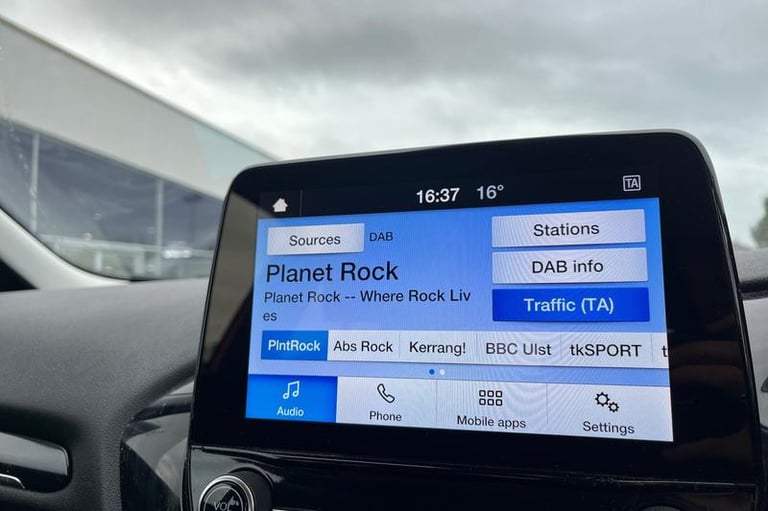 16:37 16°
TA
Sources DAB
Stations
Planet Rock
DAB info
Planet Rock -- Where Rock Liv
es
Traffic (TA)
PlntRock Abs Rock Kerrang! BBC Ulst tkSPORT t
Audio Phone Mobile apps Settings
VOL